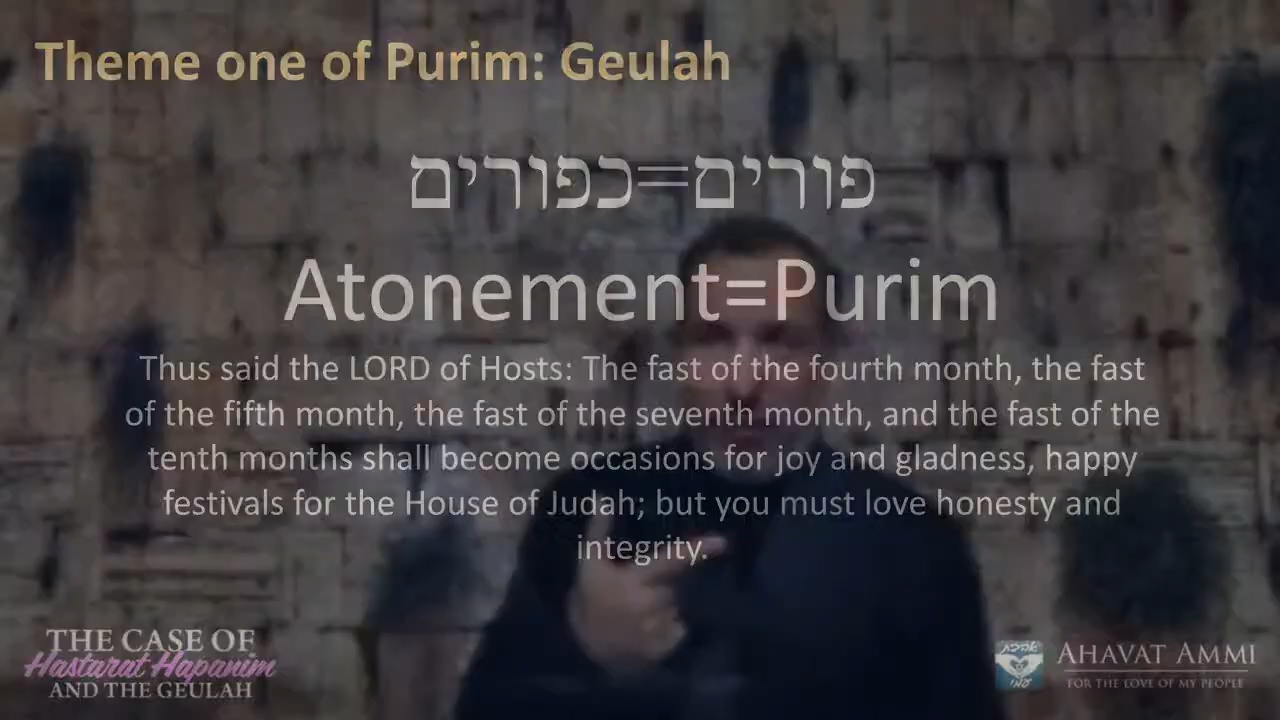 Theme one of Purim: Geulah
פורים=כפורים
Atonement=Purim
Thus said the LORD of Hosts: The fast of the fourth month, the fast
of the fifth month, the fast of the seventh month, and the fast of the
tenth months shall become occasions for joy and gladness, happy
festivals for the House of Judah; but you must love honesty and
integrity.
THE CASE OF
Hastarat Hapanim
AND THE GEULAH
אהבת
עמי
AHAVAT AMMI
FOR THE LOVE OF MY PEOPLE